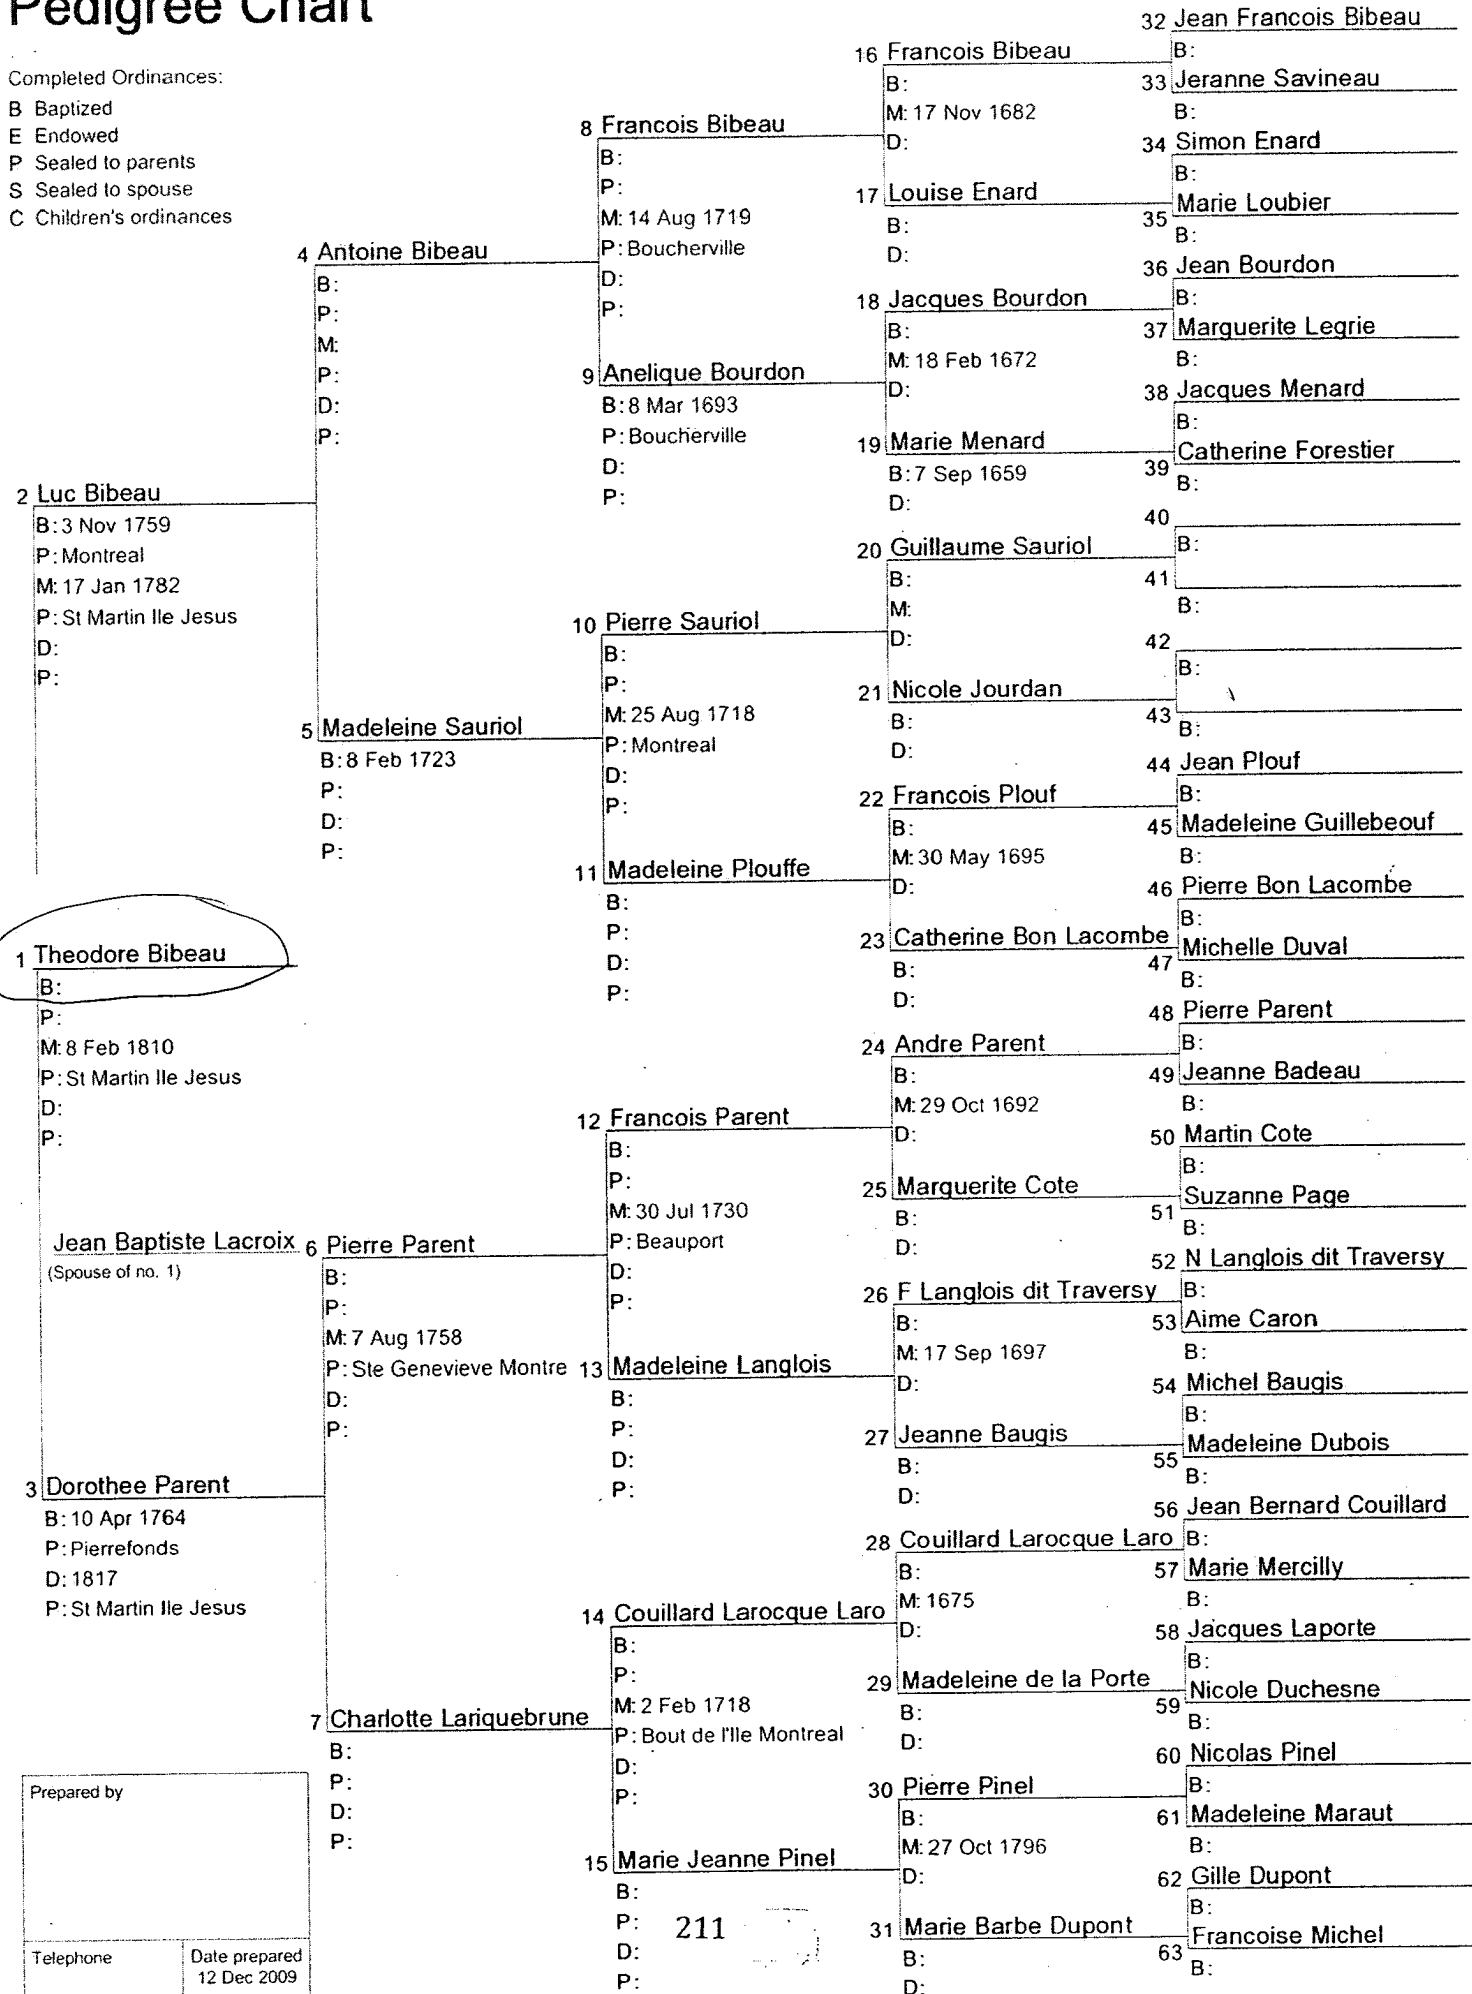 Pedigree Chart
Completed Ordinances:
B Baptized
E Endowed
P Sealed to parents
S Sealed to spouse
C Children's ordinances
2 Luc Bibeau
B: 3 Nov 1759
P: Montreal
M: 17 Jan 1782
P: St Martin Ile Jesus
D:
P:
1 Theodore Bibeau
B:
P:
M: 8 Feb 1810
P: St Martin Ile Jesus
D:
P:
Jean Baptiste Lacroix
(Spouse of no. 1)
3 Dorothee Parent
B: 10 Apr 1764
P: Pierrefonds
D: 1817
P: St Martin Ile Jesus
Prepared by
Telephone
Date prepared
12 Dec 2009
4 Antoine Bibeau
B:
P:
M:
P:
D:
P:
5 Madeleine Sauriol
B: 8 Feb 1723
P:
D:
P:
6 Pierre Parent
B:
P:
M: 7 Aug 1758
P: Ste Genevieve Montre
D:
P:
7 Charlotte Lariquebrune
B:
P:
D:
P:
8 Francois Bibeau
B:
P:
M: 14 Aug 1719
P: Boucherville
D:
P:
9 Anelique Bourdon
B: 8 Mar 1693
P: Boucherville
D:
P:
10 Pierre Sauriol
B:
P:
M: 25 Aug 1718
P: Montreal
D:
P:
11 Madeleine Plouffe
B:
P:
D:
P:
12 Francois Parent
B:
P:
M: 30 Jul 1730
P: Beauport
D:
P:
13 Madeleine Langlois
B:
P:
D:
P:
14 Couillard Larocque Laro
B:
P:
M: 2 Feb 1718
P: Bout de l'Ile Montreal
D:
P:
15 Marie Jeanne Pinel
B:
P:
D:
P:
211
16 Francois Bibeau
B:
M: 17 Nov 1682
D:
17 Louise Enard
B:
D:
18 Jacques Bourdon
B:
M: 18 Feb 1672
D:
19 Marie Menard
B: 7 Sep 1659
D:
20 Guillaume Sauriol
B:
M:
D:
21 Nicole Jourdan
B:
D:
22 Francois Plouf
B:
M: 30 May 1695
D:
23 Catherine Bon Lacombe
B:
D:
24 Andre Parent
B:
M: 29 Oct 1692
D:
25 Marguerite Cote
B:
D:
26 F Langlois dit Traversy
B:
M: 17 Sep 1697
D:
27 Jeanne Baugis
B:
D:
28 Couillard Larocque Laro
B:
M: 1675
D:
29 Madeleine de la Porte
B:
D:
30 Pierre Pinel
B:
M: 27 Oct 1796
D:
31 Marie Barbe Dupont
B:
D:
32 Jean Francois Bibeau
B:
33 Jeranne Savineau
B:
34 Simon Enard
B:
35 Marie Loubier
B:
36 Jean Bourdon
B:
37 Marguerite Legrie
B:
38 Jacques Menard
B:
39 Catherine Forestier
B:
40
B:
41
B:
42
B:
43
B:
44 Jean Plouf
B:
45 Madeleine Guillebeouf
B:
46 Pierre Bon Lacombe
B:
47 Michelle Duval
B:
48 Pierre Parent
B:
49 Jeanne Badeau
B:
50 Martin Cote
B:
51 Suzanne Page
B:
52 N Langlois dit Traversy
B:
53 Aime Caron
B:
54 Michel Baugis
B:
55 Madeleine Dubois
B:
56 Jean Bernard Couillard
B:
57 Marie Mercilly
B:
58 Jacques Laporte
B:
59 Nicole Duchesne
B:
60 Nicolas Pinel
B:
61 Madeleine Maraut
B:
62 Gille Dupont
B:
63 Francoise Michel
B: